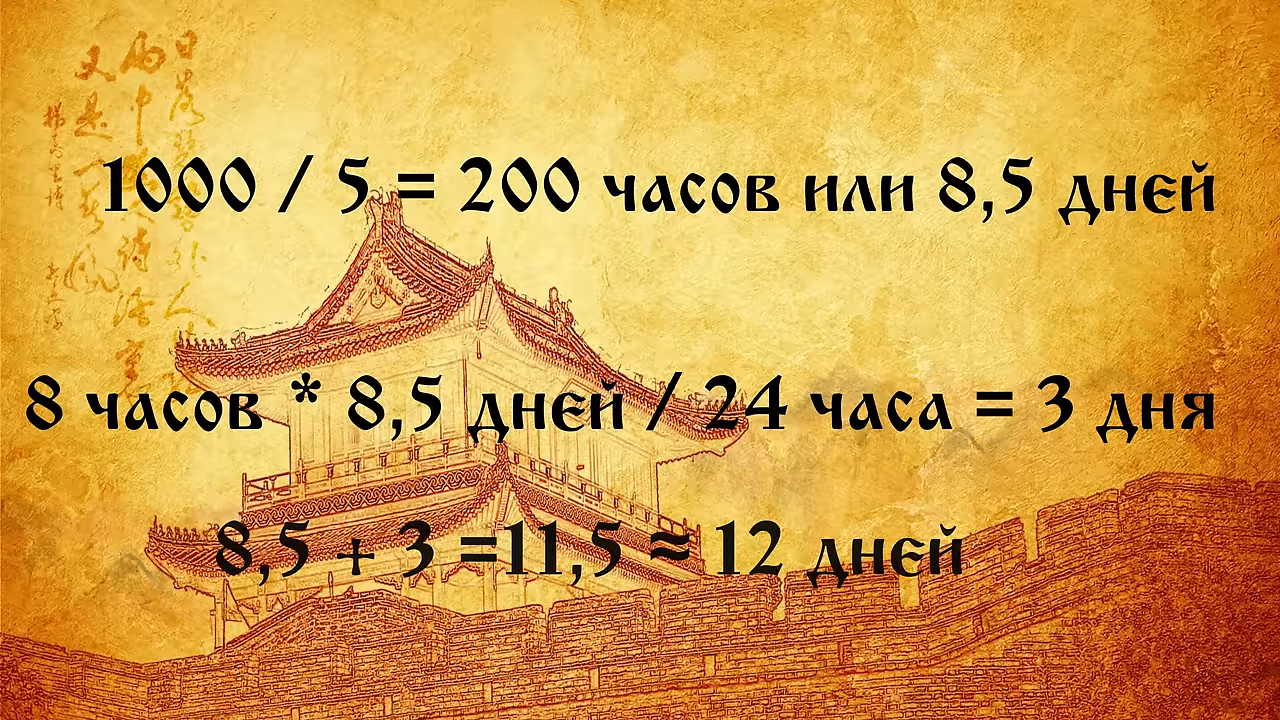 1000 / 5 = 200 часов или 8,5 дней
8 часов * 8,5 дней / 24 часа = 3 дня
8,5 + 3 =11,5 ≈ 12 дней